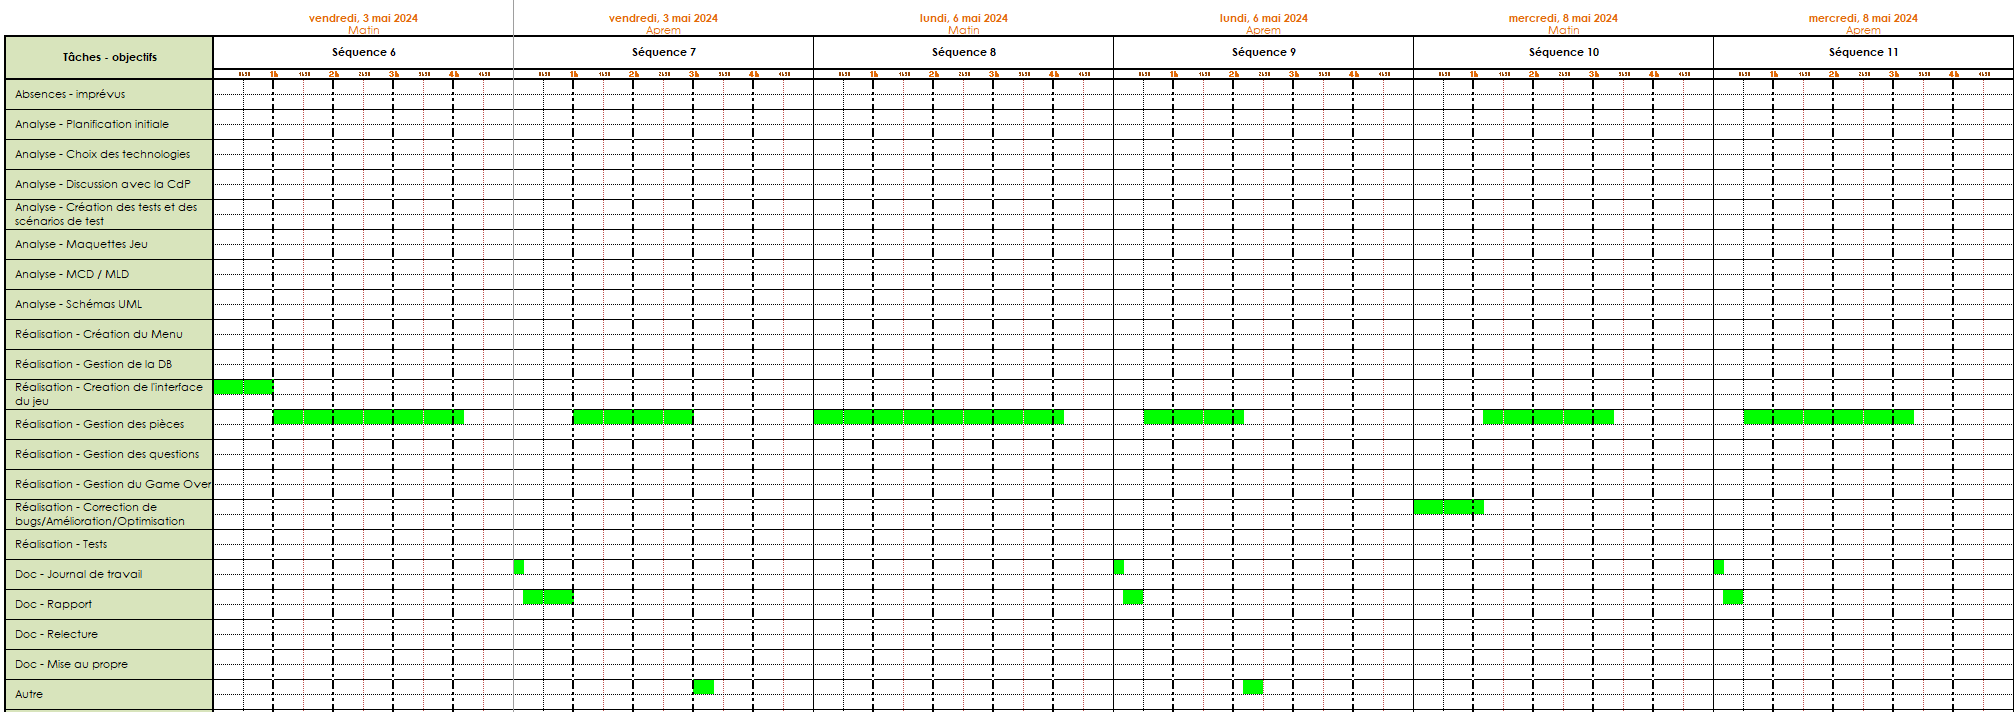 vendredi, 3 mai 2024 vendredi, 3 mai 2024 lundi, 6 mai 2024 lundi, 6 mai 2024 mercredi, 8 mai 2024 mercredi, 8 mai 2024
Matin Aprem Matin Aprem Matin Aprem
Tâches - objectifs Séquence 6 Séquence 7 Séquence 8 Séquence 9 Séquence 10 Séquence 11
0h30 1h 1h30 2h 2h30 3h 3h30 4h 4h30 0h30 1h 1h30 2h 2h30 3h 3h30 4h 4h30 0h30 1h 1h30 2h 2h30 3h 3h30 4h 4h30 0h30 1h 1h30 2h 2h30 3h 3h30 4h 4h30 0h30 1h 1h30 2h 2h30 3h 3h30 4h 4h30 0h30 1h 1h30 2h 2h30 3h 3h30 4h 4h30
Absences - imprévus
Analyse - Planification initiale
Analyse - Choix des technologies
Analyse - Discussion avec la CdP
Analyse - Création des tests et des
scénarios de test
Analyse - Maquettes Jeu
Analyse - MCD / MLD
Analyse - Schémas UML
Réalisation - Création du Menu
Réalisation - Gestion de la DB
Réalisation - Creation de l'interface
du jeu
Réalisation - Gestion des pièces
Réalisation - Gestion des questions
Réalisation - Gestion du Game Over
Réalisation - Correction de
bugs/Amélioration/Optimisation
Réalisation - Tests
Doc - Journal de travail
Doc - Rapport
Doc - Relecture
Doc - Mise au propre
Autre